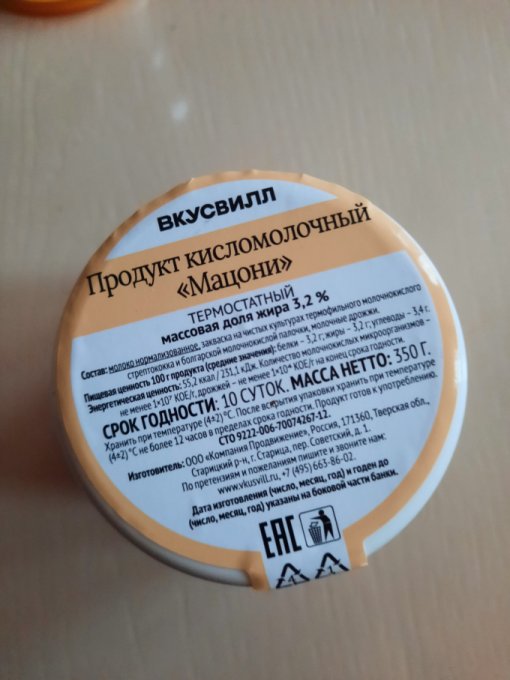 ВКУСВИЛЛ
Продукт кисломолочный
«Мацони»
ТЕРМОСТАТНЫЙ
массовая доля жира 3,2 %
Состав: молоко нормализованное, закваска на чистых культурах термофильного молочнокислого
стрептококка и болгарской молочнокислой палочки, молочные дрожжи.
Пищевая ценность 100 г продукта (средние значения): белки – 3,2 г; жиры – 3,2 г; углеводы – 3,4 г.
Энергетическая ценность: 55,2 ккал / 231,1 кДж. Количество молочнокислых микроорганизмов –
не менее 1×10⁷ КОЕ/г, дрожжей – не менее 1×10⁴ КОЕ/г на конец срока годности.
СРОК ГОДНОСТИ: 10 СУТОК. МАССА НЕТТО: 350 Г.
Хранить при температуре (4±2) °С. После вскрытия упаковки хранить при температуре
(4±2) °С не более 12 часов в пределах срока годности. Продукт готов к употреблению.
СТО 9222-006-70074267-12.
Изготовитель: ООО «Компания Продвижение», Россия, 171360, Тверская обл.,
Старицкий р-н, г. Старица, пер. Советский, д. 1.
По претензиям и пожеланиям пишите и звоните нам:
www.vkusvill.ru, +7 (495) 663-86-02.
Дата изготовления (число, месяц, год) и годен до
(число, месяц, год) указаны на боковой части банки.
ЕАС